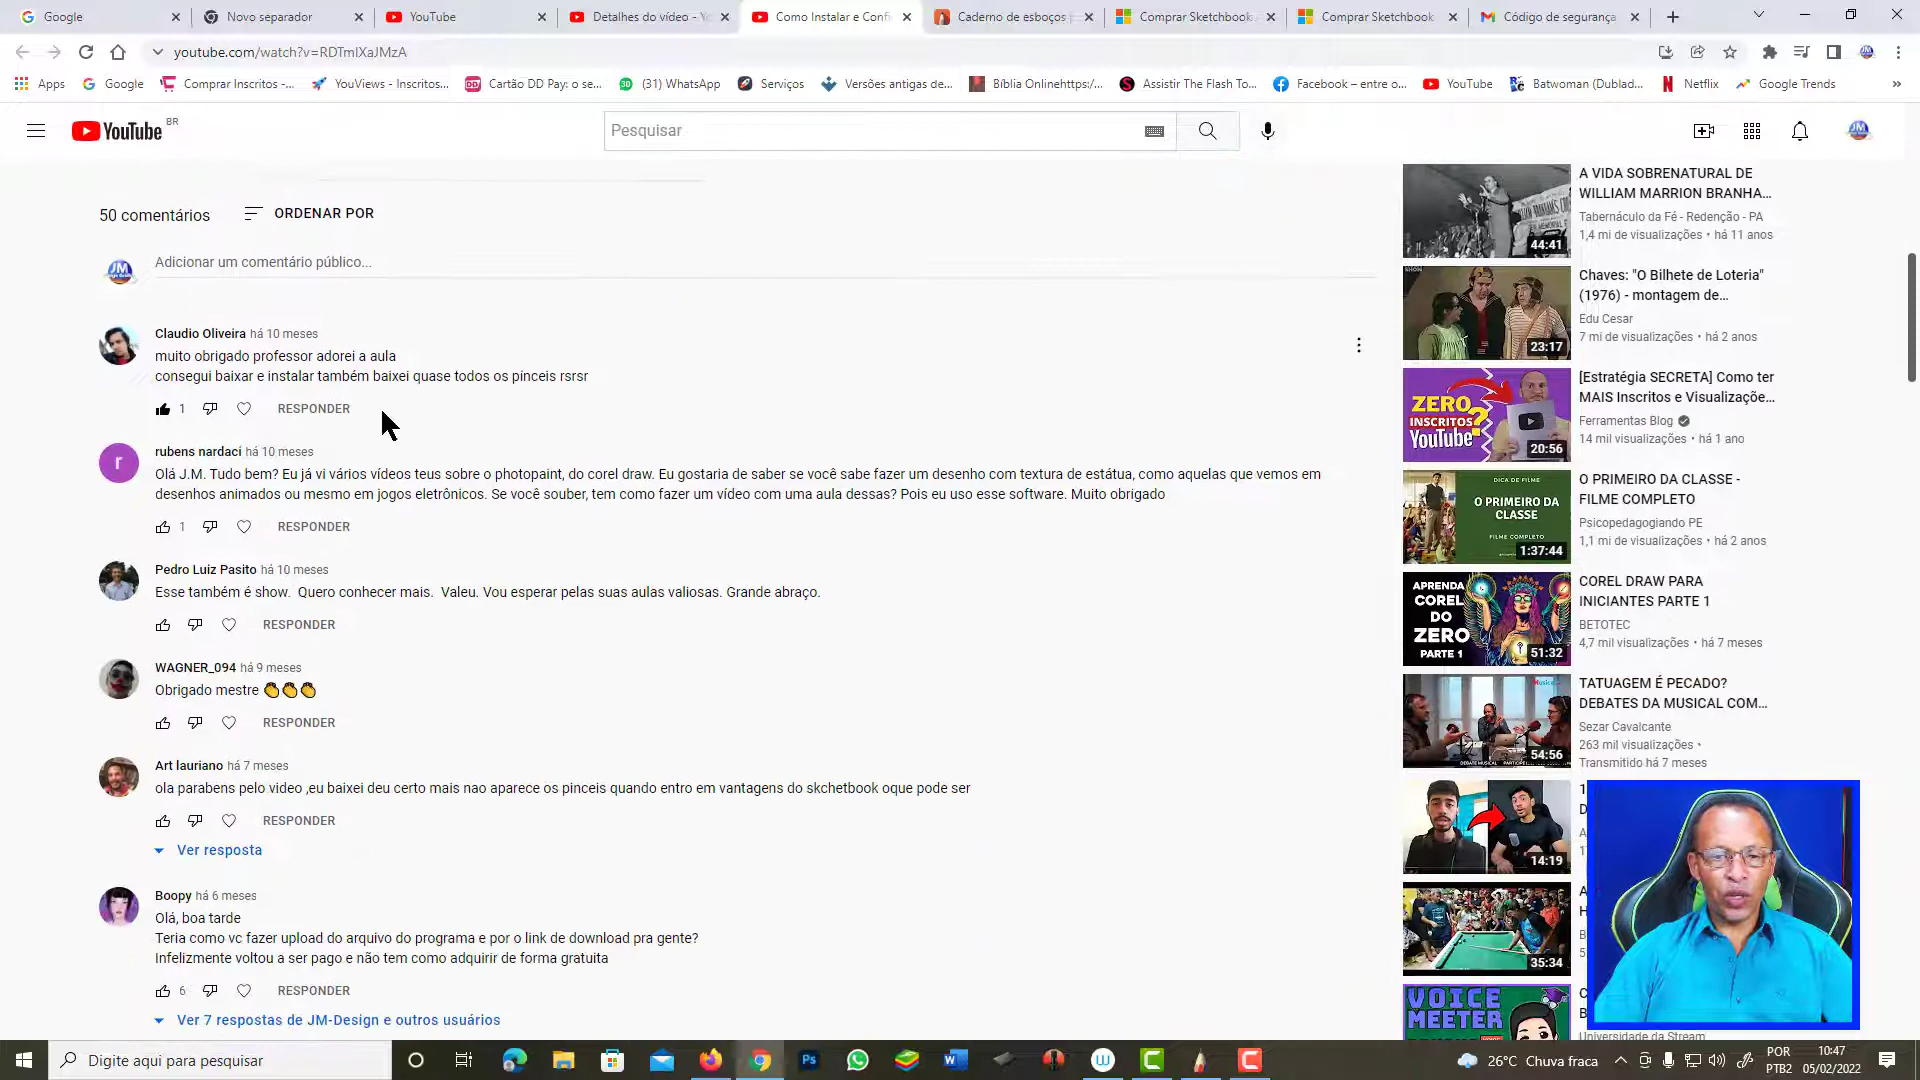 Google
Novo separador
YouTube
Detalhes do vídeo - Yo
Como Instalar e Confi
Caderno de esboços
Comprar Sketchbook
Comprar Sketchbook
Código de segurança
youtube.com/watch?v=RDTmIXaJMzA
Apps
Google
Comprar Inscritos -...
YouViews - Inscritos...
Cartão DD Pay: o se...
(31) WhatsApp
Serviços
Versões antigas de...
Bíblia Onlinehttps:/...
Assistir The Flash To...
Facebook – entre o...
YouTube
Batwoman (Dublad...
Netflix
Google Trends
»
YouTube BR
Pesquisar
50 comentários
ORDENAR POR
Adicionar um comentário público...
Claudio Oliveira há 10 meses
muito obrigado professor adorei a aula
consegui baixar e instalar também baixei quase todos os pinceis rsrsr
1 RESPONDER
rubens nardaci há 10 meses
Olá J.M. Tudo bem? Eu já vi vários vídeos teus sobre o photopaint, do corel draw. Eu gostaria de saber se você sabe fazer um desenho com textura de estátua, como aquelas que vemos em
desenhos animados ou mesmo em jogos eletrônicos. Se você souber, tem como fazer um vídeo com uma aula dessas? Pois eu uso esse software. Muito obrigado
1 RESPONDER
Pedro Luiz Pasito há 10 meses
Esse também é show. Quero conhecer mais. Valeu. Vou esperar pelas suas aulas valiosas. Grande abraço.
RESPONDER
WAGNER_094 há 9 meses
Obrigado mestre 👏👏👏
RESPONDER
Art lauriano há 7 meses
ola parabens pelo video ,eu baixei deu certo mais nao aparece os pinceis quando entro em vantagens do skchetbook oque pode ser
RESPONDER
Ver resposta
Boopy há 6 meses
Olá, boa tarde
Teria como vc fazer upload do arquivo do programa e por o link de download pra gente?
Infelizmente voltou a ser pago e não tem como adquirir de forma gratuita
6 RESPONDER
Ver 7 respostas de JM-Design e outros usuários
44:41
A VIDA SOBRENATURAL DE
WILLIAM MARRION BRANHA...
Tabernáculo da Fé - Redenção - PA
1,4 mi de visualizações • há 11 anos
23:17
Chaves: "O Bilhete de Loteria"
(1976) - montagem de...
Edu Cesar
7 mi de visualizações • há 2 anos
ZERO
INSCRITOS
YouTube?
20:56
[Estratégia SECRETA] Como ter
MAIS Inscritos e Visualizaçõe...
Ferramentas Blog
14 mil visualizações • há 1 ano
DICA DE FILME
O PRIMEIRO DA
CLASSE
FILME COMPLETO
1:37:44
O PRIMEIRO DA CLASSE -
FILME COMPLETO
Psicopedagogiando PE
1,1 mi de visualizações • há 2 anos
APRENDA
COREL
DO
ZERO
PARTE 1
51:32
COREL DRAW PARA
INICIANTES PARTE 1
BETOTEC
4,7 mil visualizações • há 7 meses
54:56
TATUAGEM É PECADO?
DEBATES DA MUSICAL COM...
Sezar Cavalcante
263 mil visualizações •
Transmitido há 7 meses
14:19
35:34
VOICE
MEETER
Universidade da Stream
Digite aqui para pesquisar
26°C Chuva fraca
POR
PTB2
10:47
05/02/2022